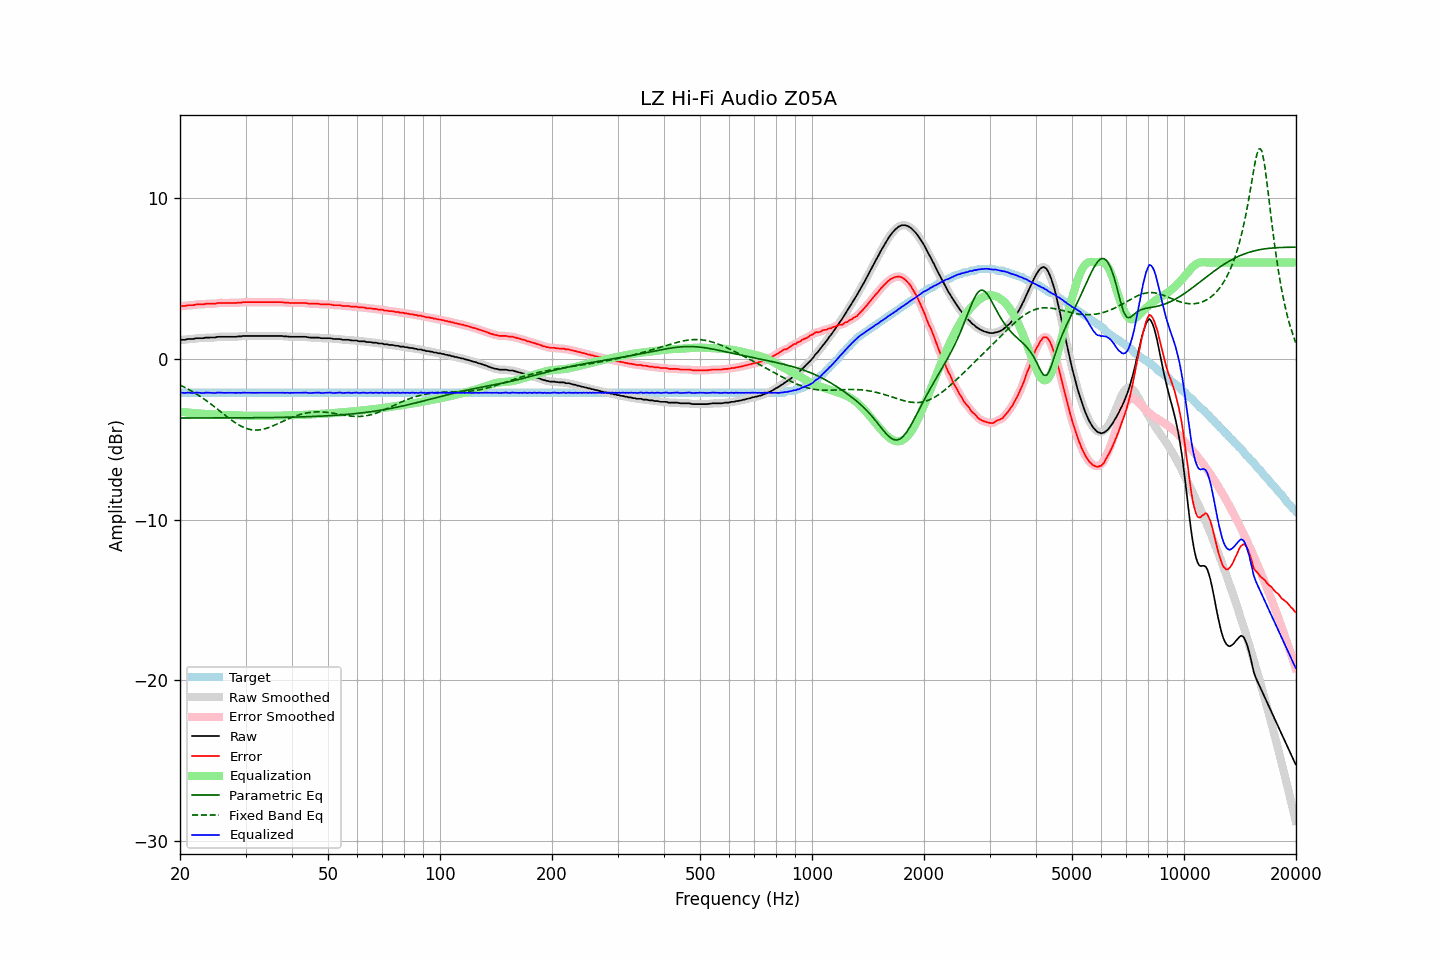 LZ Hi-Fi Audio Z05A
Amplitude (dBr)
10
0
−10
−20
−30
Target
Raw Smoothed
Error Smoothed
Raw
Error
Equalization
Parametric Eq
Fixed Band Eq
Equalized
20 50 100 200 500 1000 2000 5000 10000 20000
Frequency (Hz)